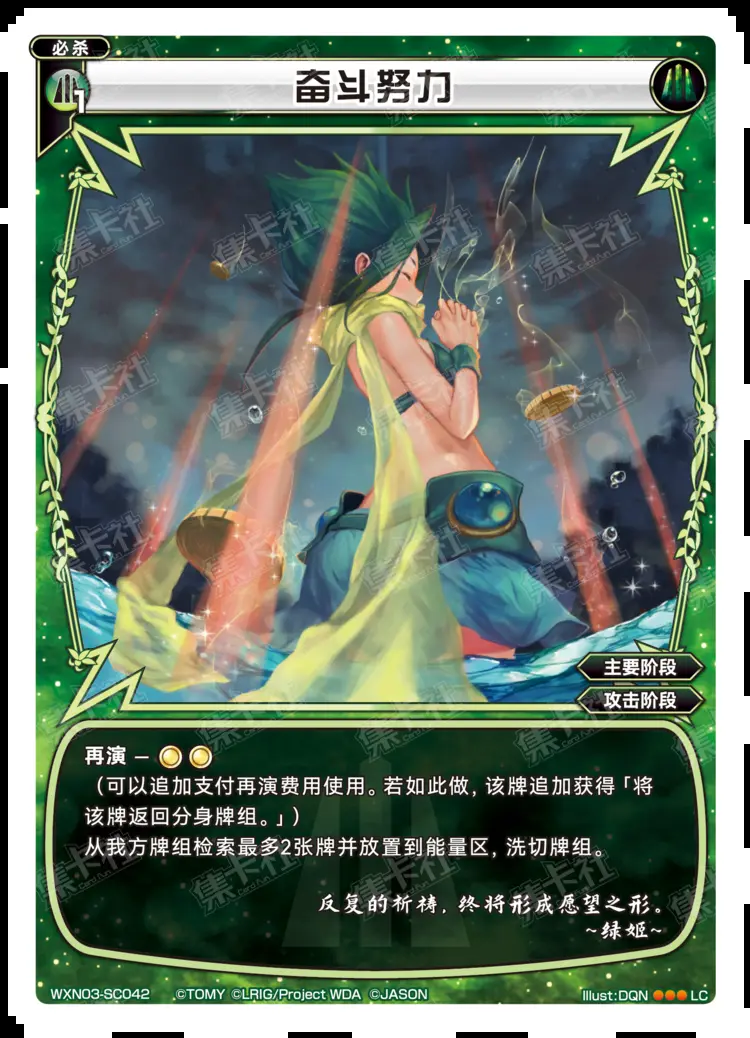 必杀
1
奋斗努力
主要阶段
攻击阶段
再演 –
（可以追加支付再演费用使用。若如此做, 该牌追加获得「将
该牌返回分身牌组。」）
从我方牌组检索最多2张牌并放置到能量区, 洗切牌组。
反复的祈祷, 终将形成愿望之形。
~绿姬~
WXN03-SC042 ©TOMY ©LRIG/Project WDA ©JASON
Illust:DQN LC
集卡社